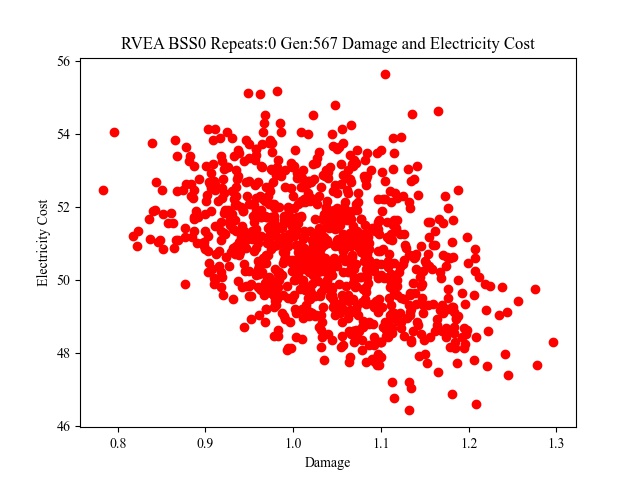 RVEA BSS0 Repeats:0 Gen:567 Damage and Electricity Cost
56
54
52
50
48
46
Electricity Cost
0.8 0.9 1.0 1.1 1.2 1.3
Damage